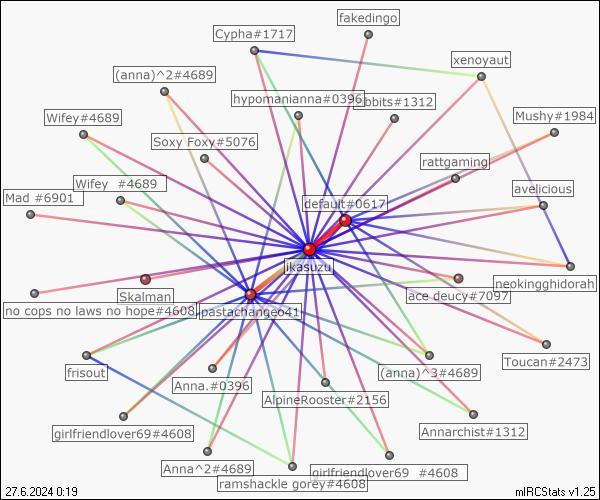 fakedingo
Cypha#1717
xenoyaut
(anna)^2#4689
hypomanianna#0396
bbits#1312
Mushy#1984
Wifey#4689
Soxy Foxy#5076
rattgaming
Wifey #4689
avelicious
Mad #6901
default#0617
ikasuzu
neokingghidorah
Skalman
ace deucy#7097
no cops no laws no hope#4608
pastachangeo41
Toucan#2473
frisout
(anna)^3#4689
Anna.#0396
AlpineRooster#2156
girlfriendlover69#4608
Annarchist#1312
Anna^2#4689
girlfriendlover69 #4608
ramshackle gorey#4608
27.6.2024 0:19
mIRCStats v1.25